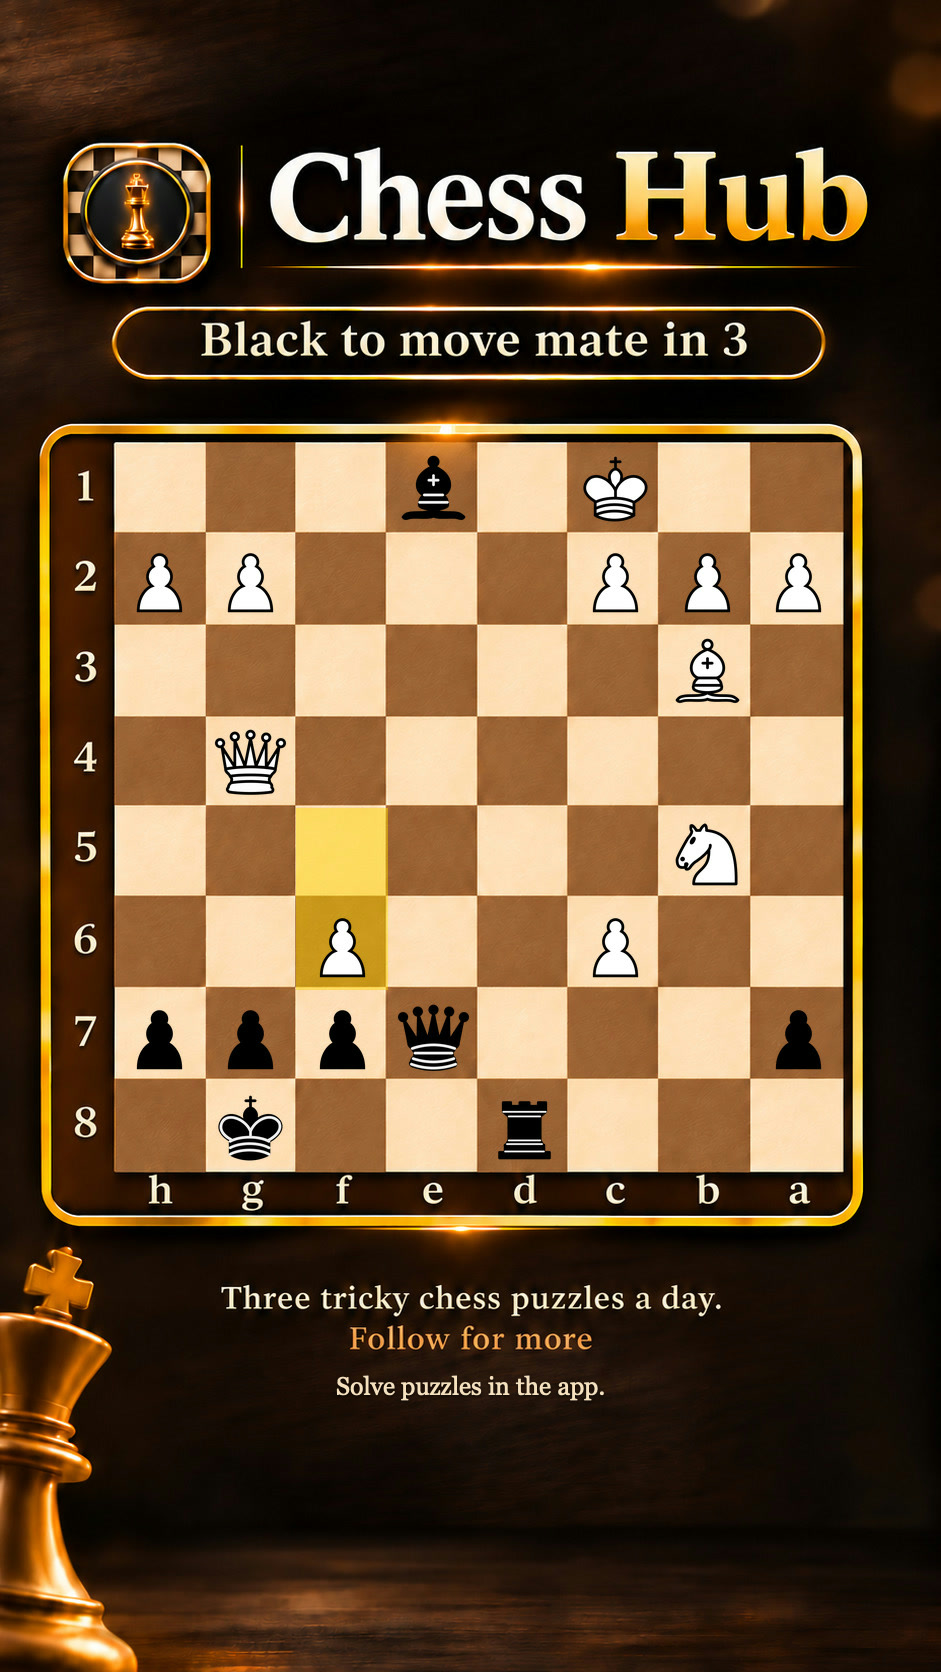 Chess Hub
Black to move mate in 3
1
2
3
4
5
6
7
8
h g f e d c b a
Three tricky chess puzzles a day.
Follow for more
Solve puzzles in the app.